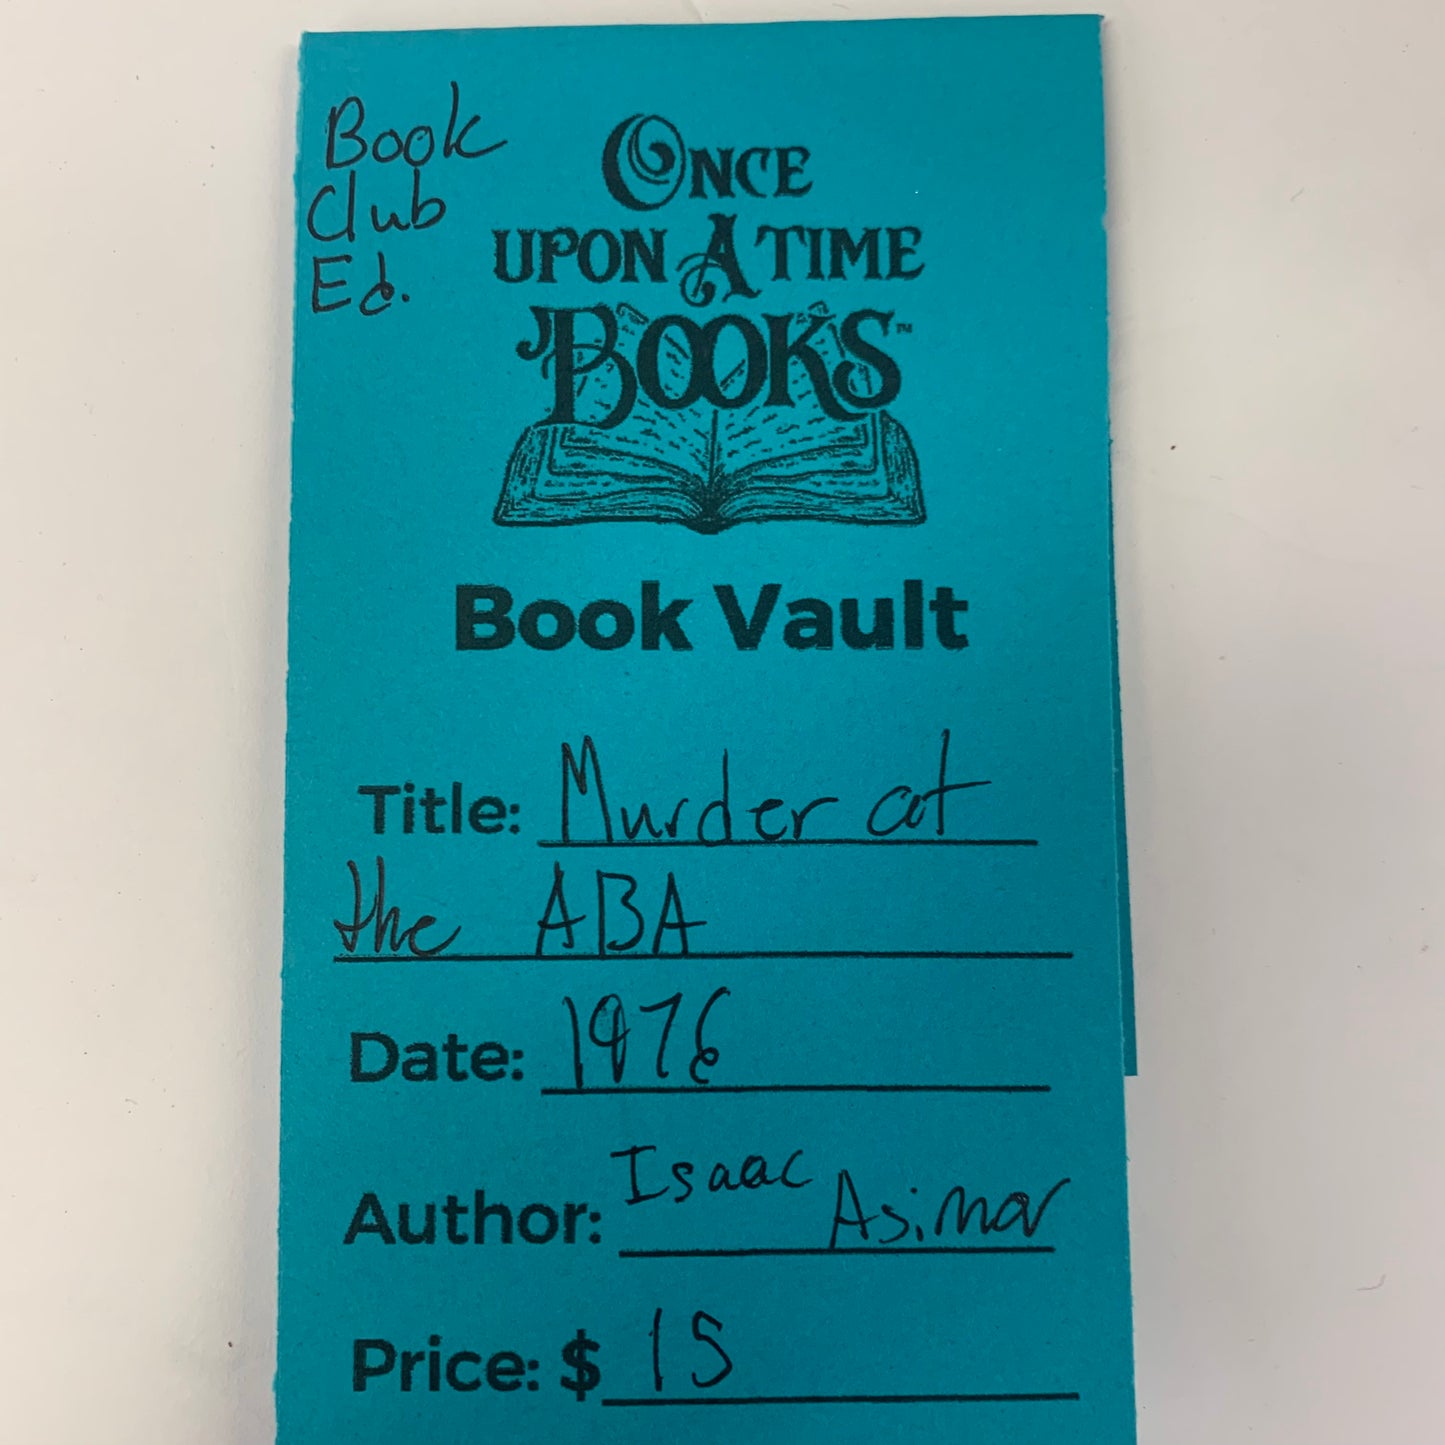 Book
Club
Ed.
ONCE
UPON A TIME
BOOKS™
Book Vault
Title: Murder at
the ABA
Date: 1976
Author: Isaac Asimov
Price: $ 15